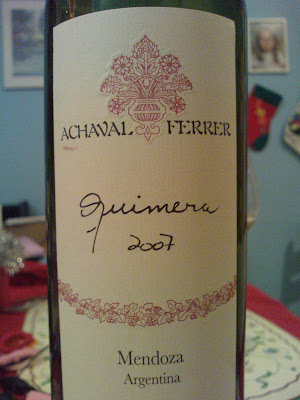 ACHAVAL FERRER
Quimera
2007
Mendoza
Argentina